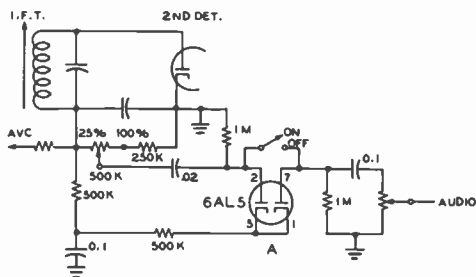 I.F.T.
2ND DET.
AVC
25%
100%
250K
500K
.02
1M
ON
OFF
2
7
0.1
500K
6AL5
1M
AUDIO
0.1
500K
5
1
A